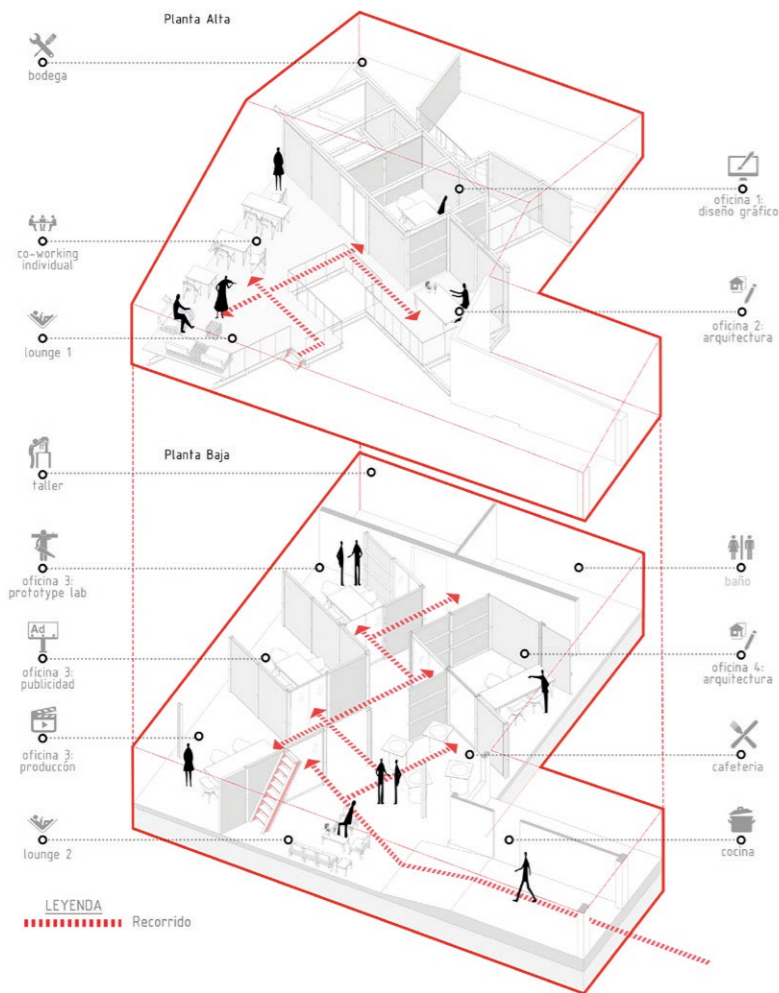 Planta Alta
bodega
oficina 1:
diseño gráfico
co-working
individual
oficina 2:
arquitectura
lounge 1
Planta Baja
taller
oficina 3:
prototype lab
baño
Ad
oficina 3:
publicidad
oficina 4:
arquitectura
oficina 3:
produccón
cafeteria
lounge 2
cocina
LEYENDA
Recorrido